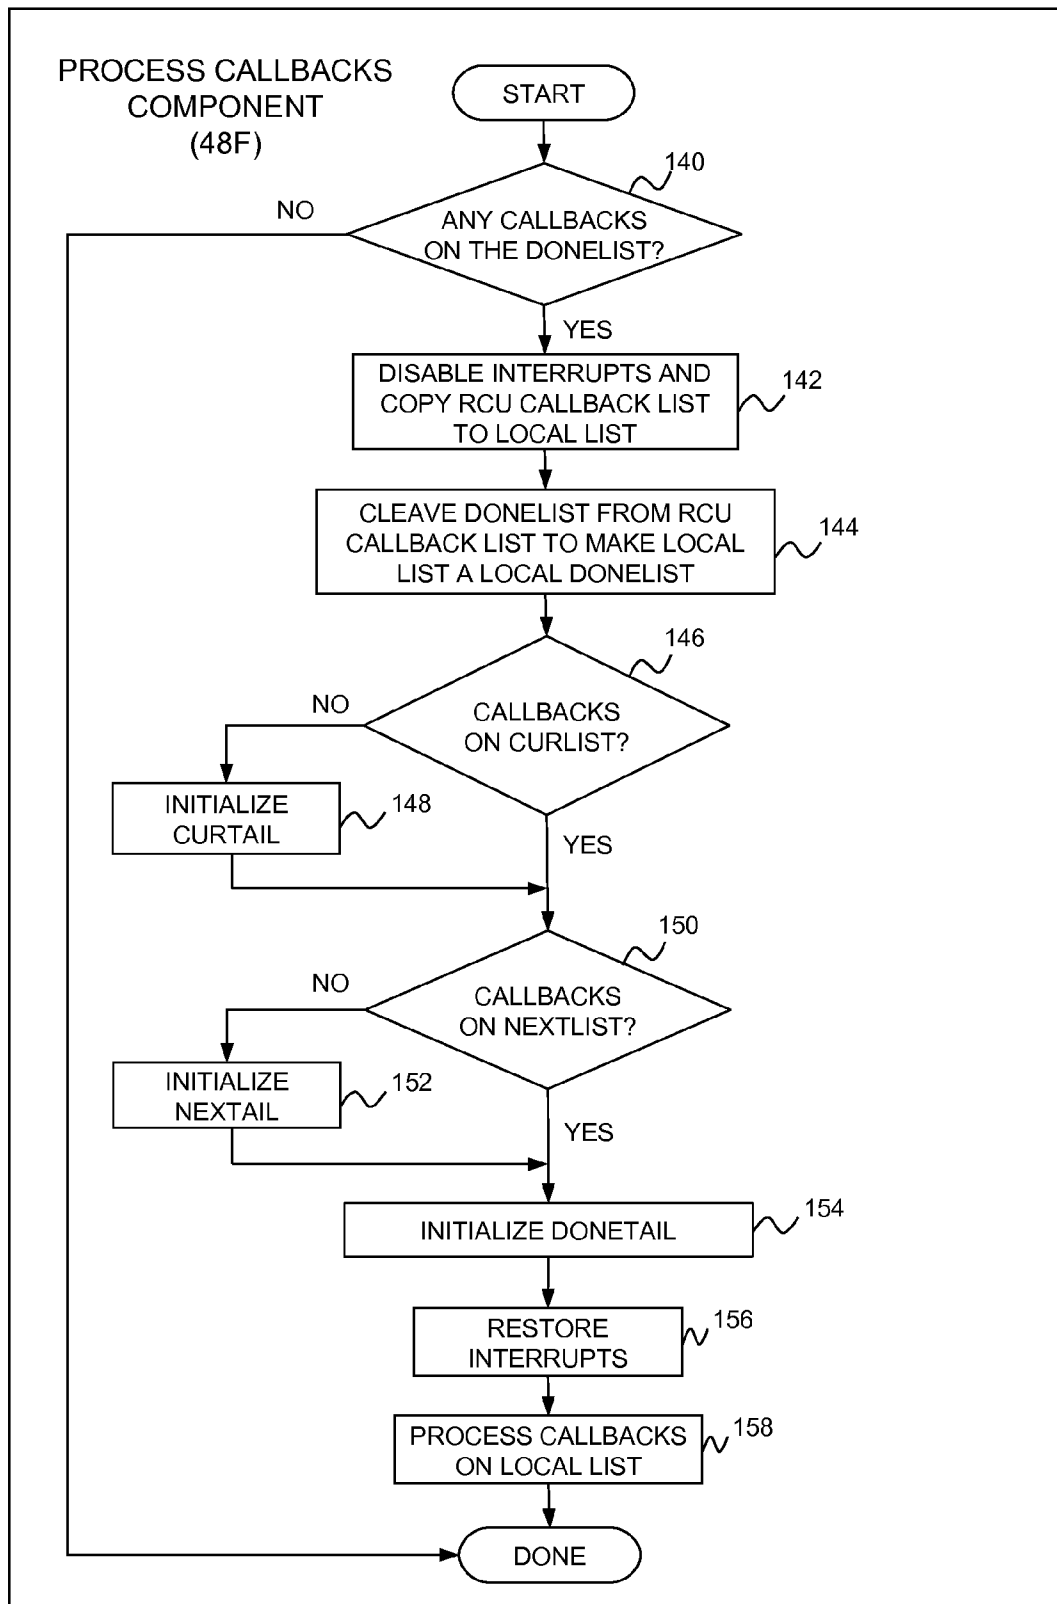 PROCESS CALLBACKS
COMPONENT
(48F)
START
140
NO
ANY CALLBACKS
ON THE DONELIST?
YES
DISABLE INTERRUPTS AND
COPY RCU CALLBACK LIST
TO LOCAL LIST
142
CLEAVE DONELIST FROM RCU
CALLBACK LIST TO MAKE LOCAL
LIST A LOCAL DONELIST
144
146
NO
CALLBACKS
ON CURLIST?
INITIALIZE
CURTAIL
148
YES
150
NO
CALLBACKS
ON NEXTLIST?
INITIALIZE
NEXTAIL
152
YES
INITIALIZE DONETAIL
154
RESTORE
INTERRUPTS
156
PROCESS CALLBACKS
ON LOCAL LIST
158
DONE